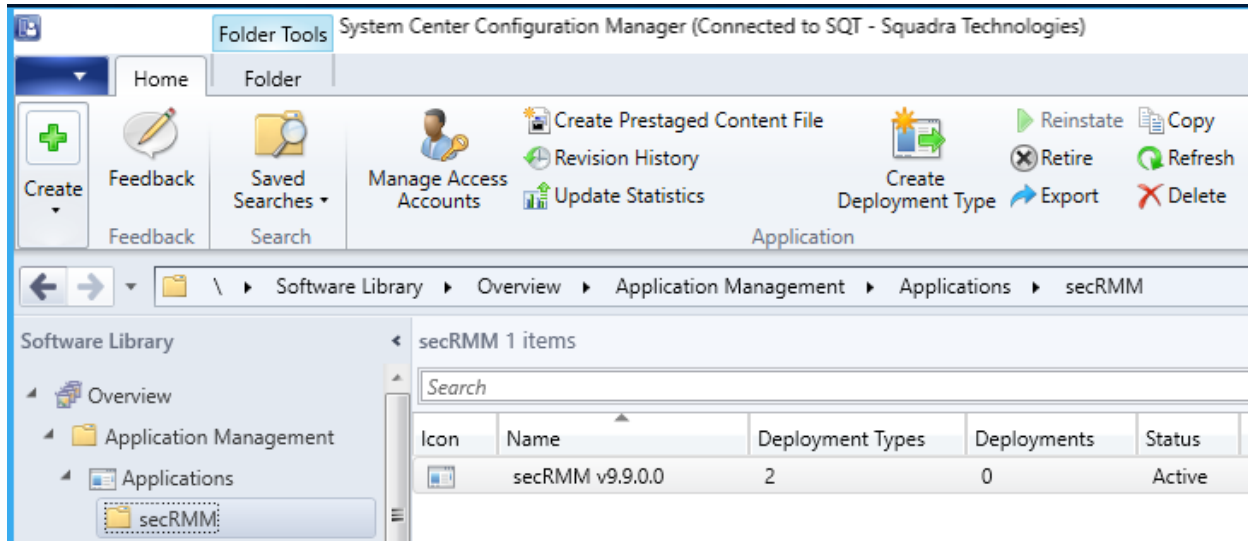 Folder Tools System Center Configuration Manager (Connected to SQT - Squadra Technologies)
Home Folder
Create
Feedback
Feedback
Saved Searches
Search
Manage Access Accounts
Create Prestaged Content File
Revision History
Update Statistics
Create Deployment Type
Reinstate
Retire
Export
Copy
Refresh
Delete
Application
\ Software Library Overview Application Management Applications secRMM
Software Library
Overview
Application Management
Applications
secRMM
secRMM 1 items
Search
Icon Name Deployment Types Deployments Status
secRMM v9.9.0.0 2 0 Active